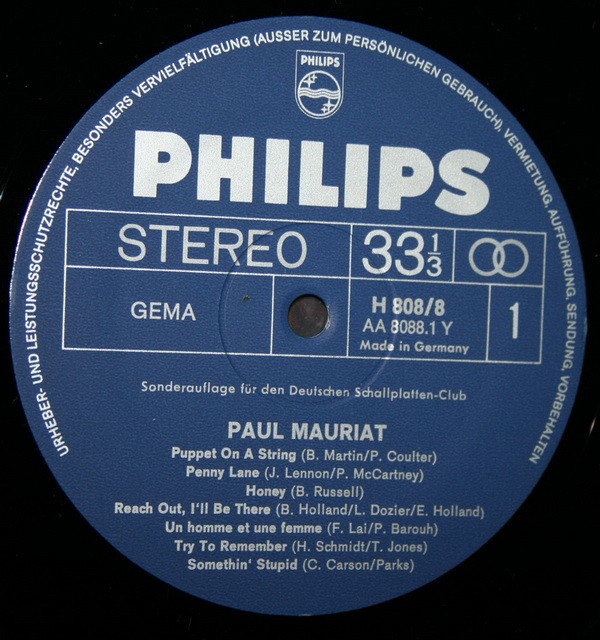 URHEBER- UND LEISTUNGSSCHUTZRECHTE, BESONDERS VERVIELFÄLTIGUNG (AUSSER ZUM PERSÖNLICHEN GEBRAUCH), VERMIETUNG, AUFFÜHRUNG, SENDUNG, VORBEHALTEN
PHILIPS
PHILIPS
STEREO
33 1/3
GEMA
H 808/8
AA 8088.1 Y
Made in Germany
1
Sonderauflage für den Deutschen Schallplatten-Club
PAUL MAURIAT
Puppet On A String (B. Martin/P. Coulter)
Penny Lane (J. Lennon/P. McCartney)
Honey (B. Russell)
Reach Out, I'll Be There (B. Holland/L. Dozier/E. Holland)
Un homme et une femme (F. Lai/P. Barouh)
Try To Remember (H. Schmidt/T. Jones)
Somethin' Stupid (C. Carson/Parks)